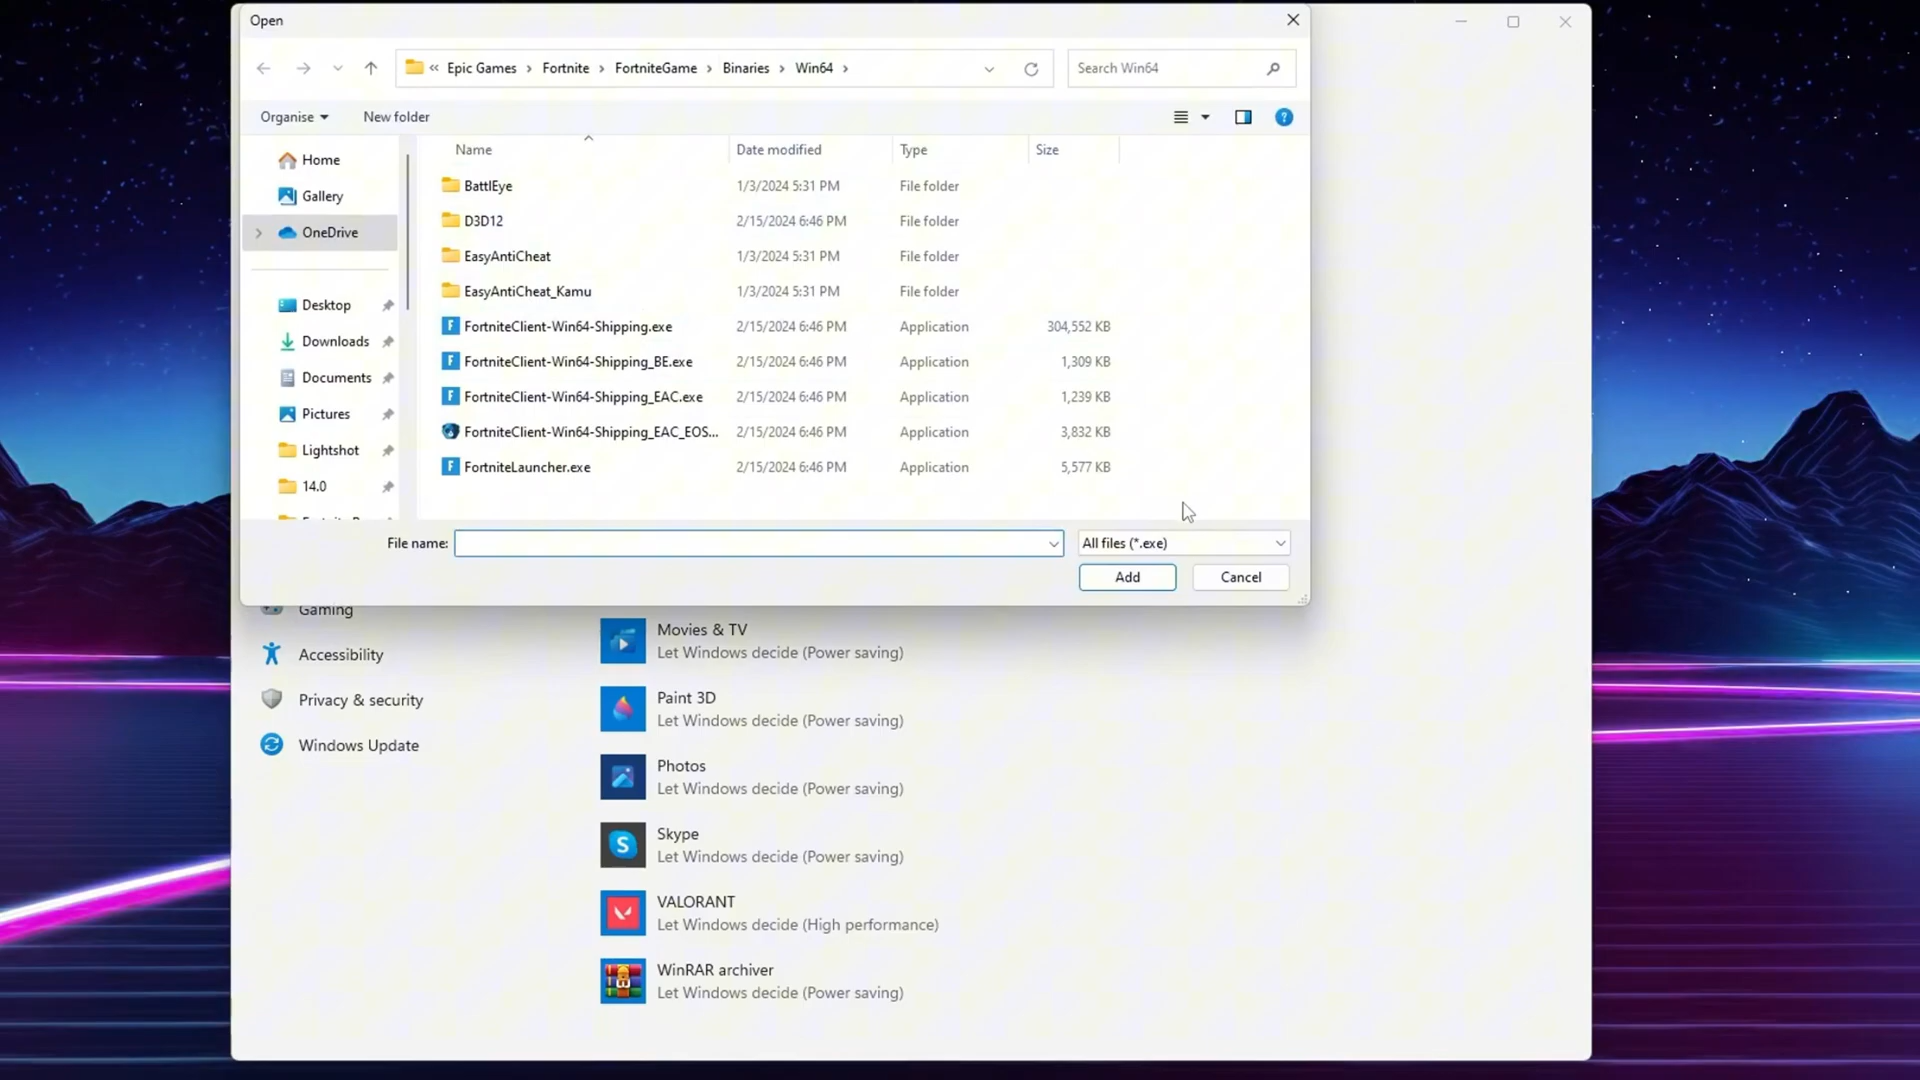 Open
« Epic Games > Fortnite > FortniteGame > Binaries > Win64 >
Search Win64
Organise
New folder
Name
Date modified
Type
Size
Home
Gallery
OneDrive
Desktop
Downloads
Documents
Pictures
Lightshot
14.0
BattlEye 1/3/2024 5:31 PM File folder
D3D12 2/15/2024 6:46 PM File folder
EasyAntiCheat 1/3/2024 5:31 PM File folder
EasyAntiCheat_Kamu 1/3/2024 5:31 PM File folder
FortniteClient-Win64-Shipping.exe 2/15/2024 6:46 PM Application 304,552 KB
FortniteClient-Win64-Shipping_BE.exe 2/15/2024 6:46 PM Application 1,309 KB
FortniteClient-Win64-Shipping_EAC.exe 2/15/2024 6:46 PM Application 1,239 KB
FortniteClient-Win64-Shipping_EAC_EOS... 2/15/2024 6:46 PM Application 3,832 KB
FortniteLauncher.exe 2/15/2024 6:46 PM Application 5,577 KB
File name:
All files (*.exe)
Add
Cancel
Gaming
Accessibility
Privacy & security
Windows Update
Movies & TV
Let Windows decide (Power saving)
Paint 3D
Let Windows decide (Power saving)
Photos
Let Windows decide (Power saving)
Skype
Let Windows decide (Power saving)
VALORANT
Let Windows decide (High performance)
WinRAR archiver
Let Windows decide (Power saving)